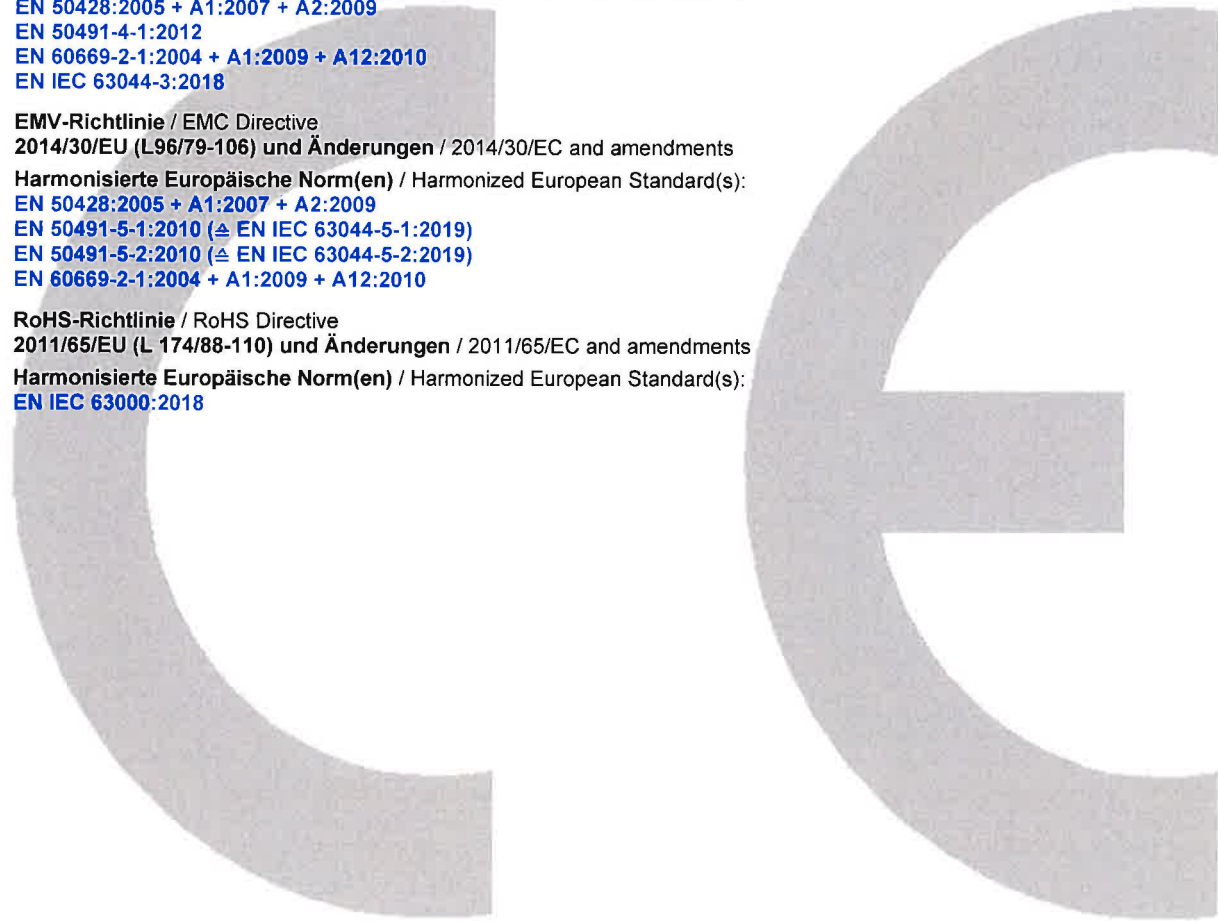 EN 50428:2005 + A1:2007 + A2:2009
EN 50491-4-1:2012
EN 60669-2-1:2004 + A1:2009 + A12:2010
EN IEC 63044-3:2018
EMV-Richtlinie / EMC Directive
2014/30/EU (L96/79-106) und Änderungen / 2014/30/EC and amendments
Harmonisierte Europäische Norm(en) / Harmonized European Standard(s):
EN 50428:2005 + A1:2007 + A2:2009
EN 50491-5-1:2010 (≙ EN IEC 63044-5-1:2019)
EN 50491-5-2:2010 (≙ EN IEC 63044-5-2:2019)
EN 60669-2-1:2004 + A1:2009 + A12:2010
RoHS-Richtlinie / RoHS Directive
2011/65/EU (L 174/88-110) und Änderungen / 2011/65/EC and amendments
Harmonisierte Europäische Norm(en) / Harmonized European Standard(s):
EN IEC 63000:2018
CE